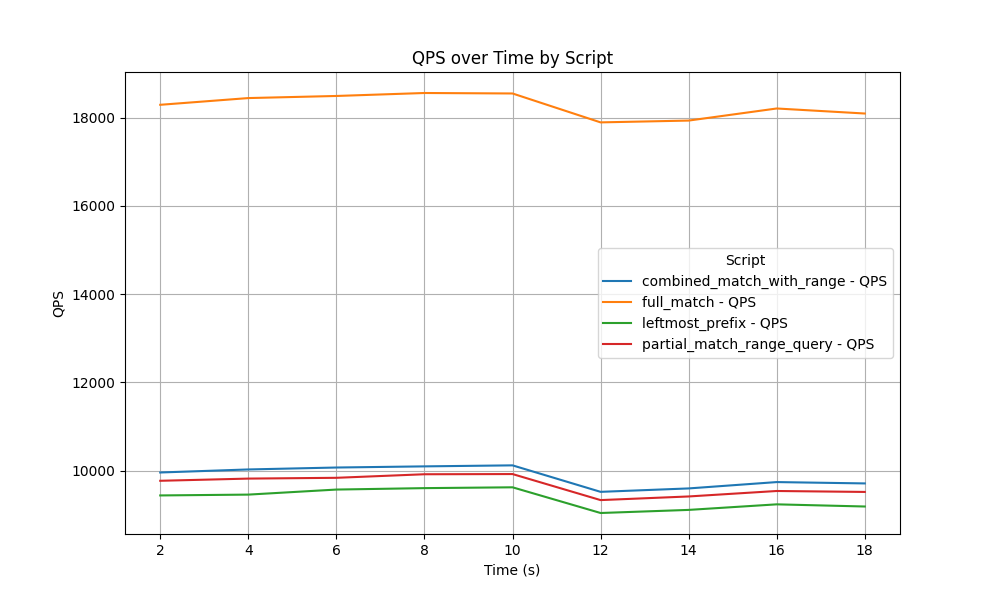 QPS over Time by Script
QPS
18000
16000
14000
12000
10000
Script
combined_match_with_range - QPS
full_match - QPS
leftmost_prefix - QPS
partial_match_range_query - QPS
2 4 6 8 10 12 14 16 18
Time (s)